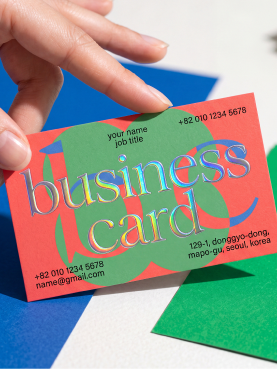 your name
job title
+82 010 1234 5678
business
card
+82 010 1234 5678
name@gmail.com
129-1, donggyo-dong,
mapo-gu, seoul, korea